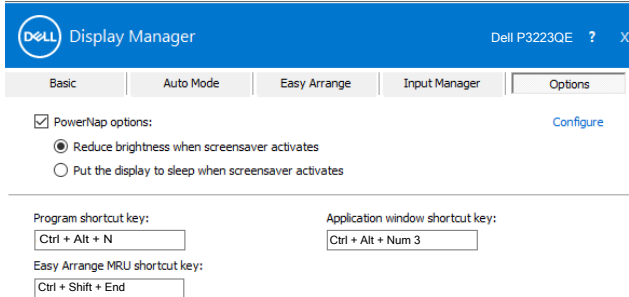 DELL Display Manager Dell P3223QE ? X
Basic Auto Mode Easy Arrange Input Manager Options
PowerNap options: Configure
Reduce brightness when screensaver activates
Put the display to sleep when screensaver activates
Program shortcut key: Application window shortcut key:
Ctrl + Alt + N Ctrl + Alt + Num 3
Easy Arrange MRU shortcut key:
Ctrl + Shift + End